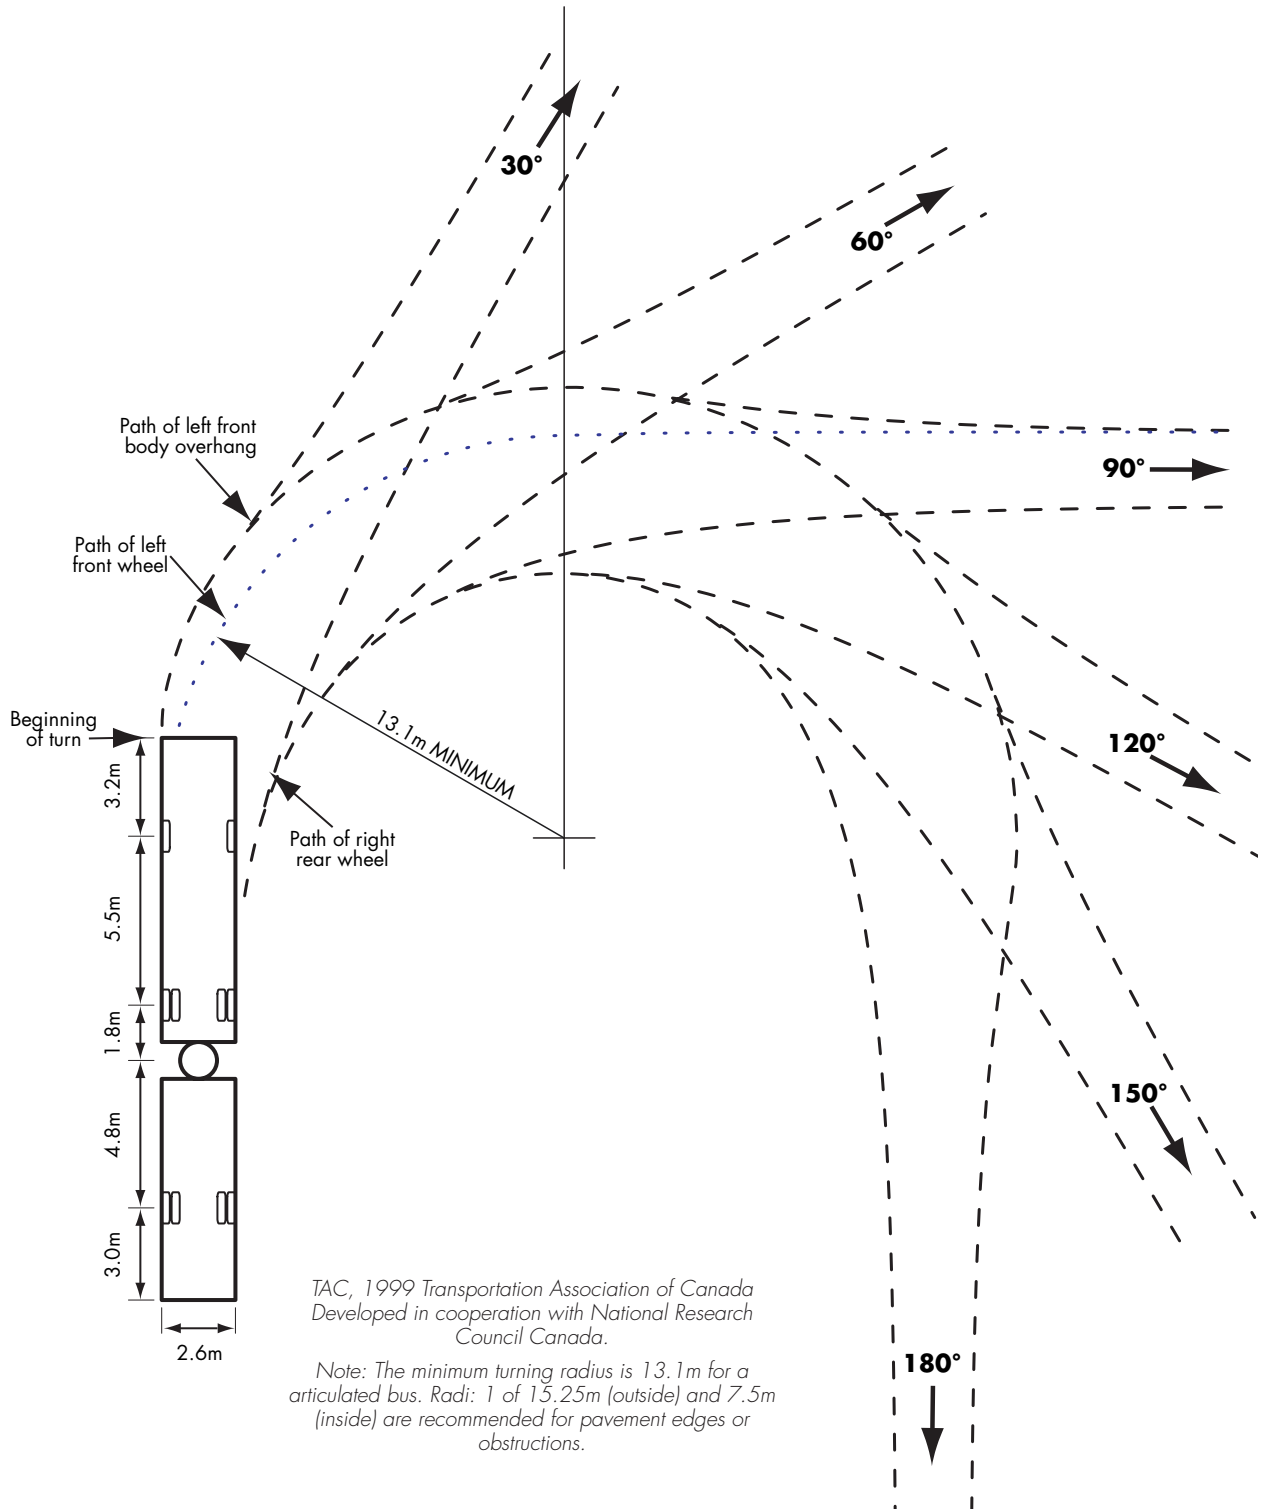 30°
60°
Path of left front
body overhang
90°
Path of left
front wheel
Beginning
of turn
13.1m MINIMUM
120°
3.2m
Path of right
rear wheel
5.5m
1.8m
150°
4.8m
3.0m
2.6m
TAC, 1999 Transportation Association of Canada
Developed in cooperation with National Research
Council Canada.
180°
Note: The minimum turning radius is 13.1m for a
articulated bus. Radi: 1 of 15.25m (outside) and 7.5m
(inside) are recommended for pavement edges or
obstructions.